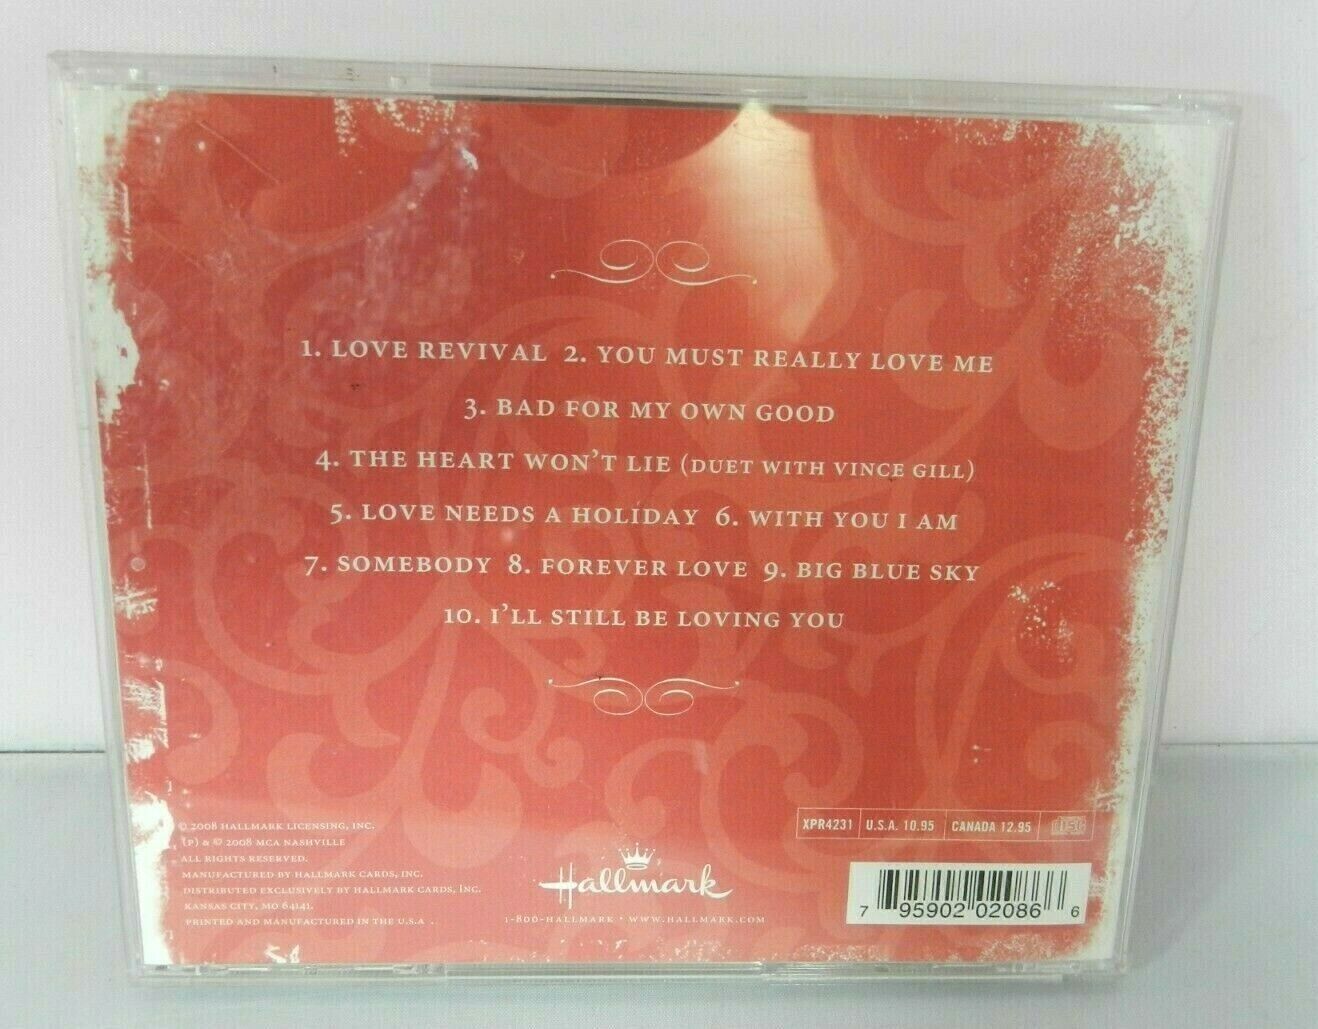 1. LOVE REVIVAL 2. YOU MUST REALLY LOVE ME
3. BAD FOR MY OWN GOOD
4. THE HEART WON'T LIE (DUET WITH VINCE GILL)
5. LOVE NEEDS A HOLIDAY 6. WITH YOU I AM
7. SOMEBODY 8. FOREVER LOVE 9. BIG BLUE SKY
10. I'LL STILL BE LOVING YOU
© 2008 HALLMARK LICENSING, INC.
(P) & © 2008 MCA NASHVILLE
ALL RIGHTS RESERVED.
MANUFACTURED BY HALLMARK CARDS, INC.
DISTRIBUTED EXCLUSIVELY BY HALLMARK CARDS, INC.
KANSAS CITY, MO 64141.
PRINTED AND MANUFACTURED IN THE U.S.A.
Hallmark
1-800-HALLMARK • WWW.HALLMARK.COM
XPR4231 U.S.A. 10.95 CANADA 12.95 disc
7 95902 02086 6